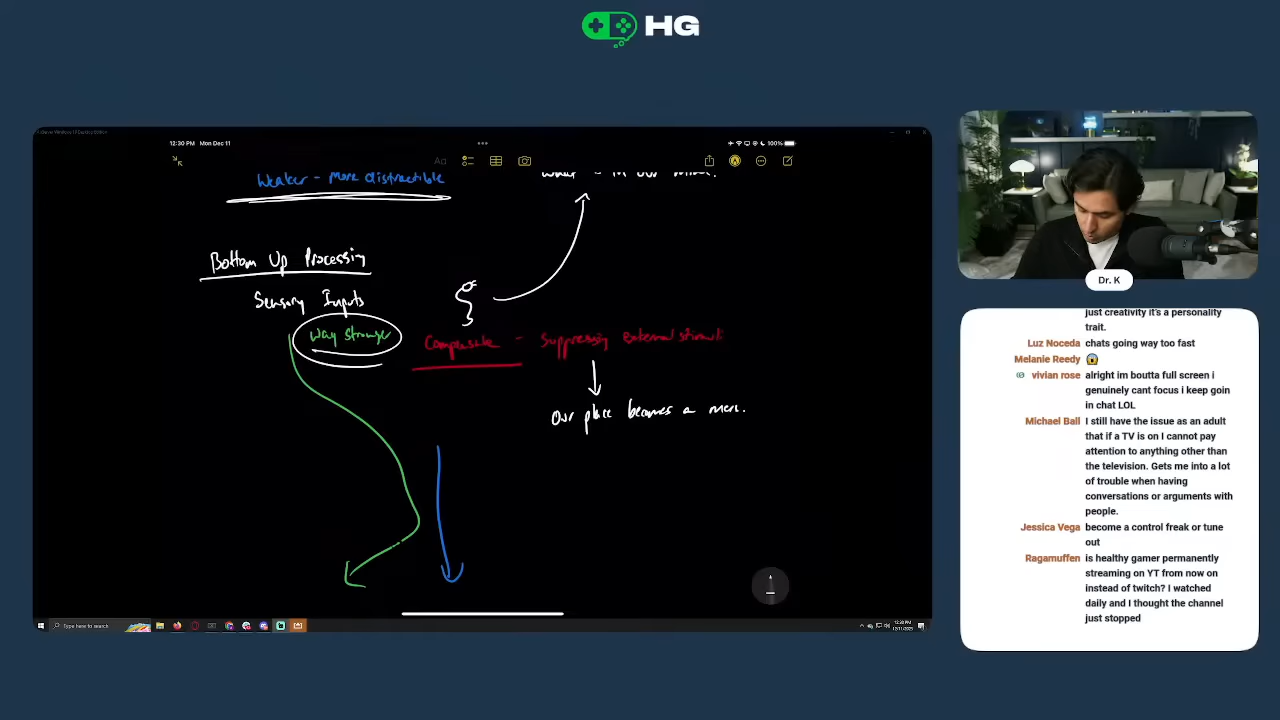 HG
12:30 PM Mon Dec 11
100%
Aa
Weaker - More distractible
Bottom Up Processing
Sensory Inputs
Way Stronger
Compensate - Suppressing external stimuli
Our place becomes a mess.
Type here to search
12:30 PM
Dr. K
just creativity it's a personality
trait.
Luz Noceda chats going way too fast
Melanie Reedy 😱
vivian rose alright im boutta full screen i
genuinely cant focus i keep goin
in chat LOL
Michael Ball I still have the issue as an adult
that if a TV is on I cannot pay
attention to anything other than
the television. Gets me into a lot
of trouble when having
conversations or arguments with
people.
Jessica Vega become a control freak or tune
out
Ragamuffen is healthy gamer permanently
streaming on YT from now on
instead of twitch? I watched
daily and I thought the channel
just stopped